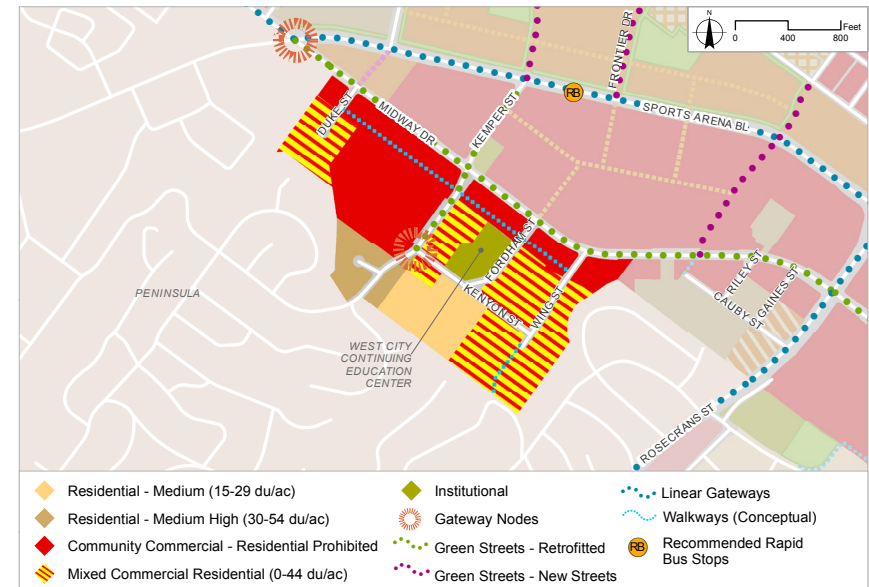 N
Feet
0 400 800
FRONTIER DR
RB
SPORTS ARENA BL
KEMPER ST
DUKE ST
MIDWAY DR
FORDHAM ST
RILEY ST
GAINES ST
CAUBY ST
PENINSULA
KENYON ST
WING ST
WEST CITY
CONTINUING
EDUCATION
CENTER
ROSECRANS ST
Residential - Medium (15-29 du/ac)
Residential - Medium High (30-54 du/ac)
Community Commercial - Residential Prohibited
Mixed Commercial Residential (0-44 du/ac)
Institutional
Gateway Nodes
Green Streets - Retrofitted
Green Streets - New Streets
Linear Gateways
Walkways (Conceptual)
RB
Recommended Rapid
Bus Stops